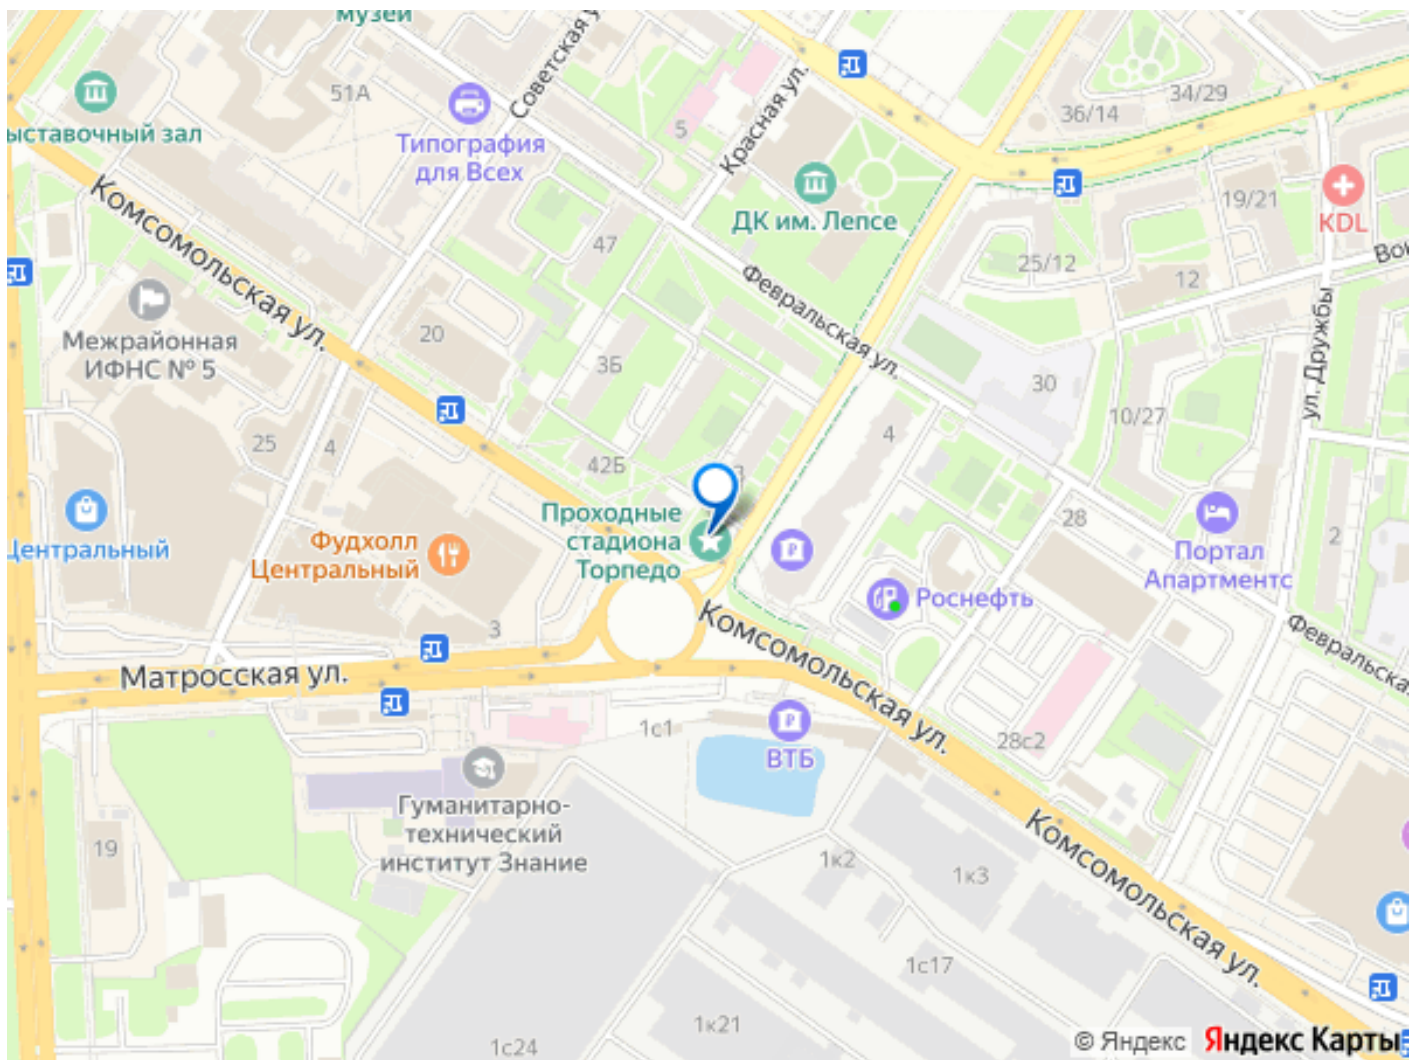 музей
51А
Советская у
ыставочный зал
Типография
для Всех
5
Красная ул.
36/14
34/29
ДК им. Лепсе
19/21
KDL
Комсомольская ул.
47
25/12
12
Вок
Февральская ул.
Межрайонная
ИФНС № 5
20
3Б
30
ул. Дружбы
10/27
25
4
4
42Б
3
28
2
Проходные
стадиона
Торпедо
Центральный
Фудхолл
Центральный
Портал
Апартментс
Роснефть
3
Комсомольская ул.
Февральская
Матросская ул.
1с1
ВТБ
28с2
Гуманитарно-
технический
институт Знание
19
1к2
1к3
Комсомольская ул.
1с17
1к21
1с24
© Яндекс Яндекс Карты